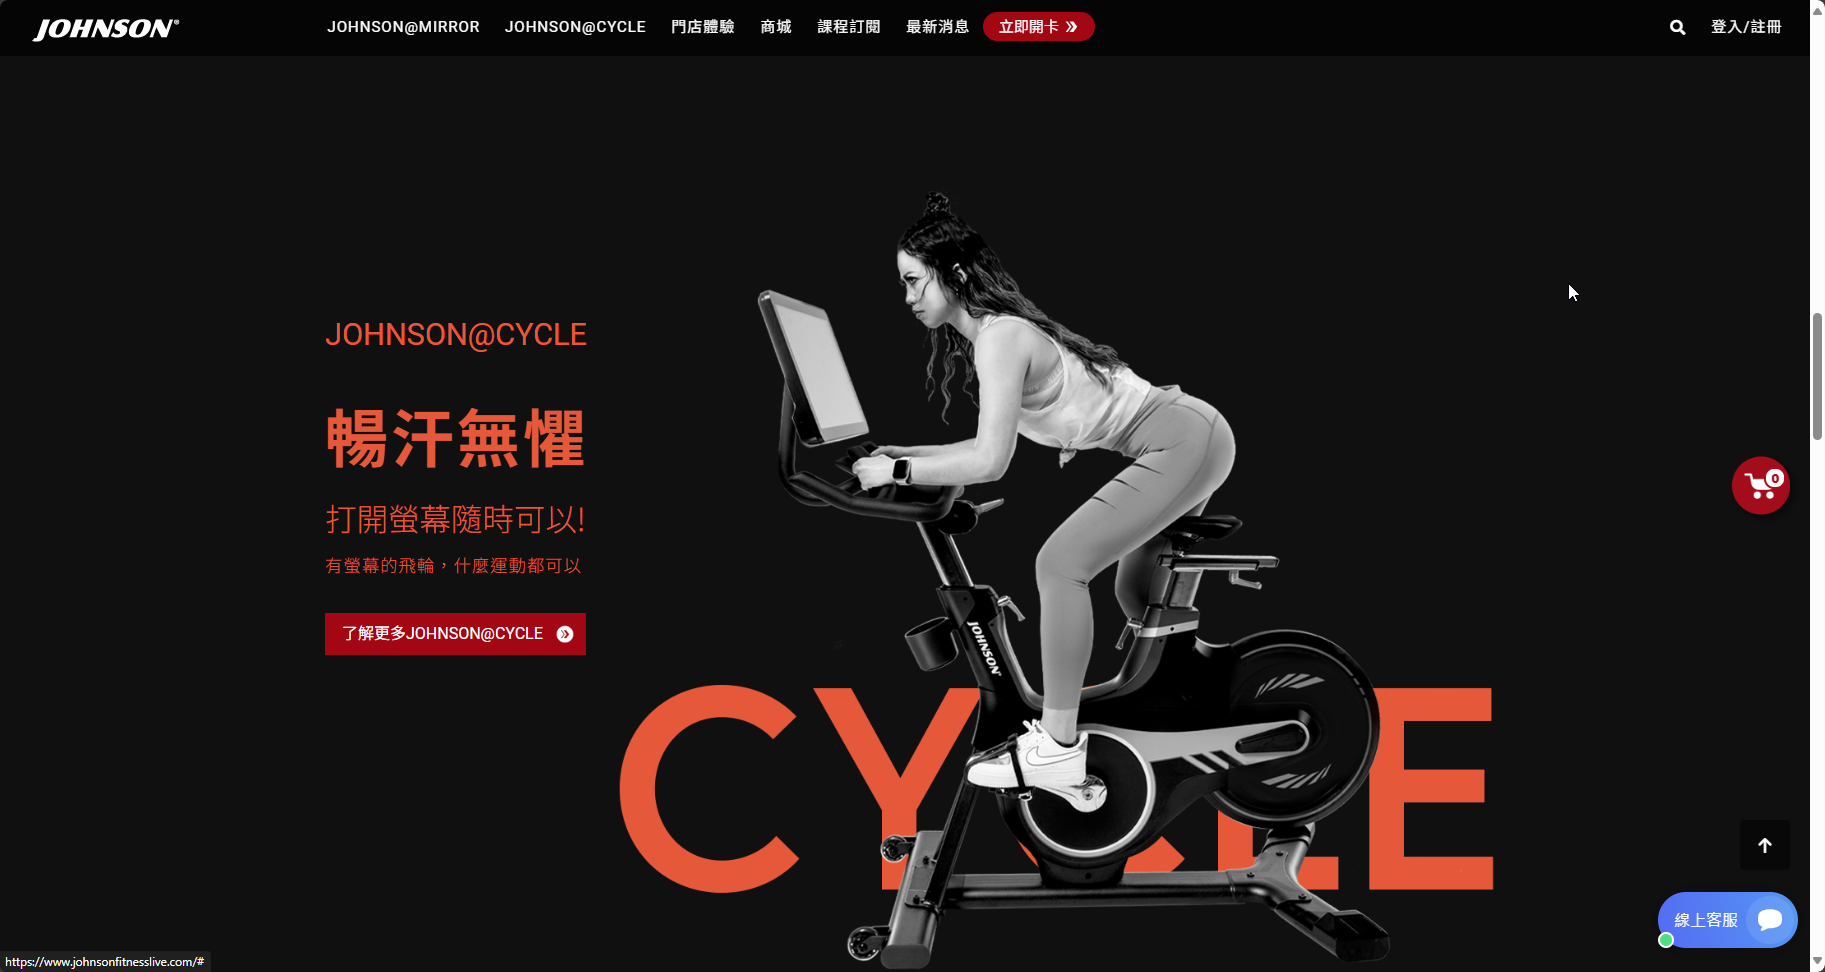 JOHNSON®
JOHNSON@MIRROR JOHNSON@CYCLE 門店體驗 商城 課程訂閱 最新消息 立即開卡 »
登入/註冊
JOHNSON@CYCLE
暢汗無懼
打開螢幕隨時可以!
有螢幕的飛輪，什麼運動都可以
了解更多JOHNSON@CYCLE »
JOHNSON
CYCLE
0
線上客服
https://www.johnsonfitnesslive.com/#